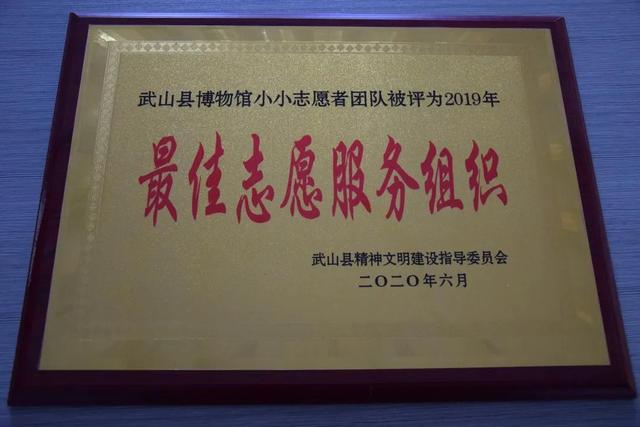 武山县博物馆小小志愿者团队被评为2019年
最佳志愿服务组织
武山县精神文明建设指导委员会
二〇二〇年六月